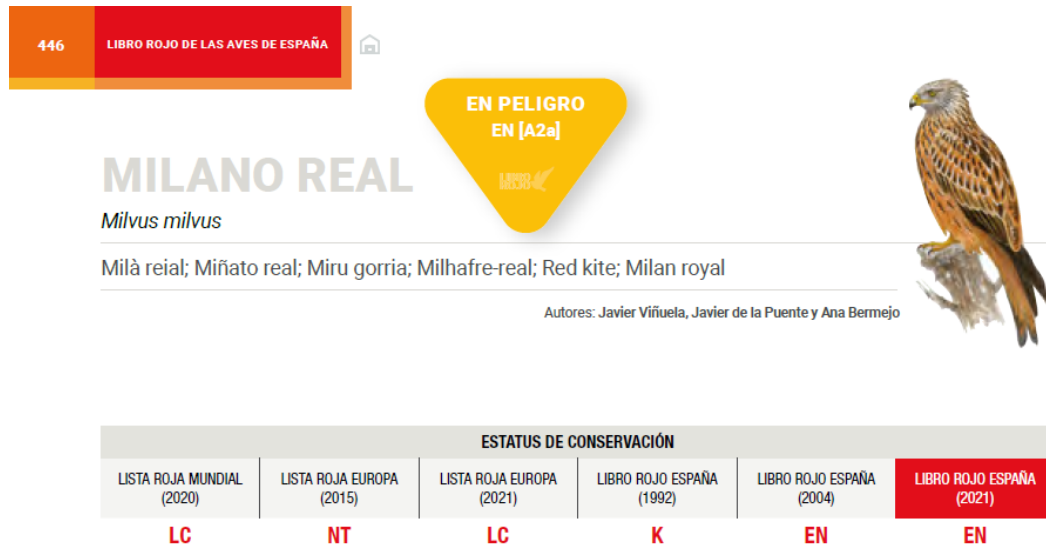 446
LIBRO ROJO DE LAS AVES DE ESPAÑA
EN PELIGRO
EN [A2a]
LIBRO
ROJO
MILANO REAL
Milvus milvus
Milà reial; Miñato real; Miru gorria; Milhafre-real; Red kite; Milan royal
Autores: Javier Viñuela, Javier de la Puente y Ana Bermejo
ESTATUS DE CONSERVACIÓN
LISTA ROJA MUNDIAL
(2020)
LISTA ROJA EUROPA
(2015)
LISTA ROJA EUROPA
(2021)
LIBRO ROJO ESPAÑA
(1992)
LIBRO ROJO ESPAÑA
(2004)
LIBRO ROJO ESPAÑA
(2021)
LC
NT
LC
K
EN
EN